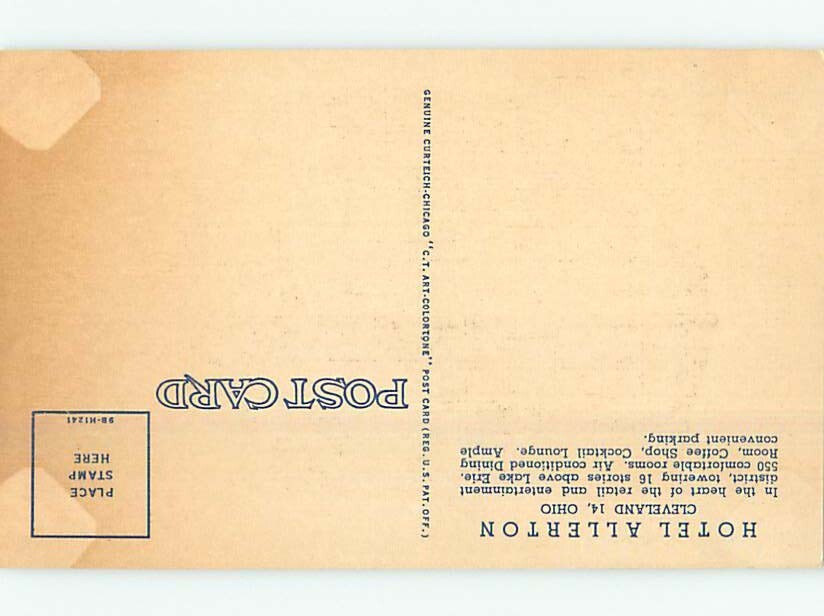 HOTEL ALLERTON
CLEVELAND 14, OHIO
In the heart of the retail and entertainment
district, towering 16 stories above Lake Erie.
550 comfortable rooms. Air conditioned Dining
Room, Coffee Shop, Cocktail Lounge. Ample
convenient parking.
GENUINE CURTEICH-CHICAGO "C.T. ART-COLORTONE" POST CARD (REG. U.S. PAT. OFF.)
POST CARD
PLACE
STAMP
HERE
9B-H1241